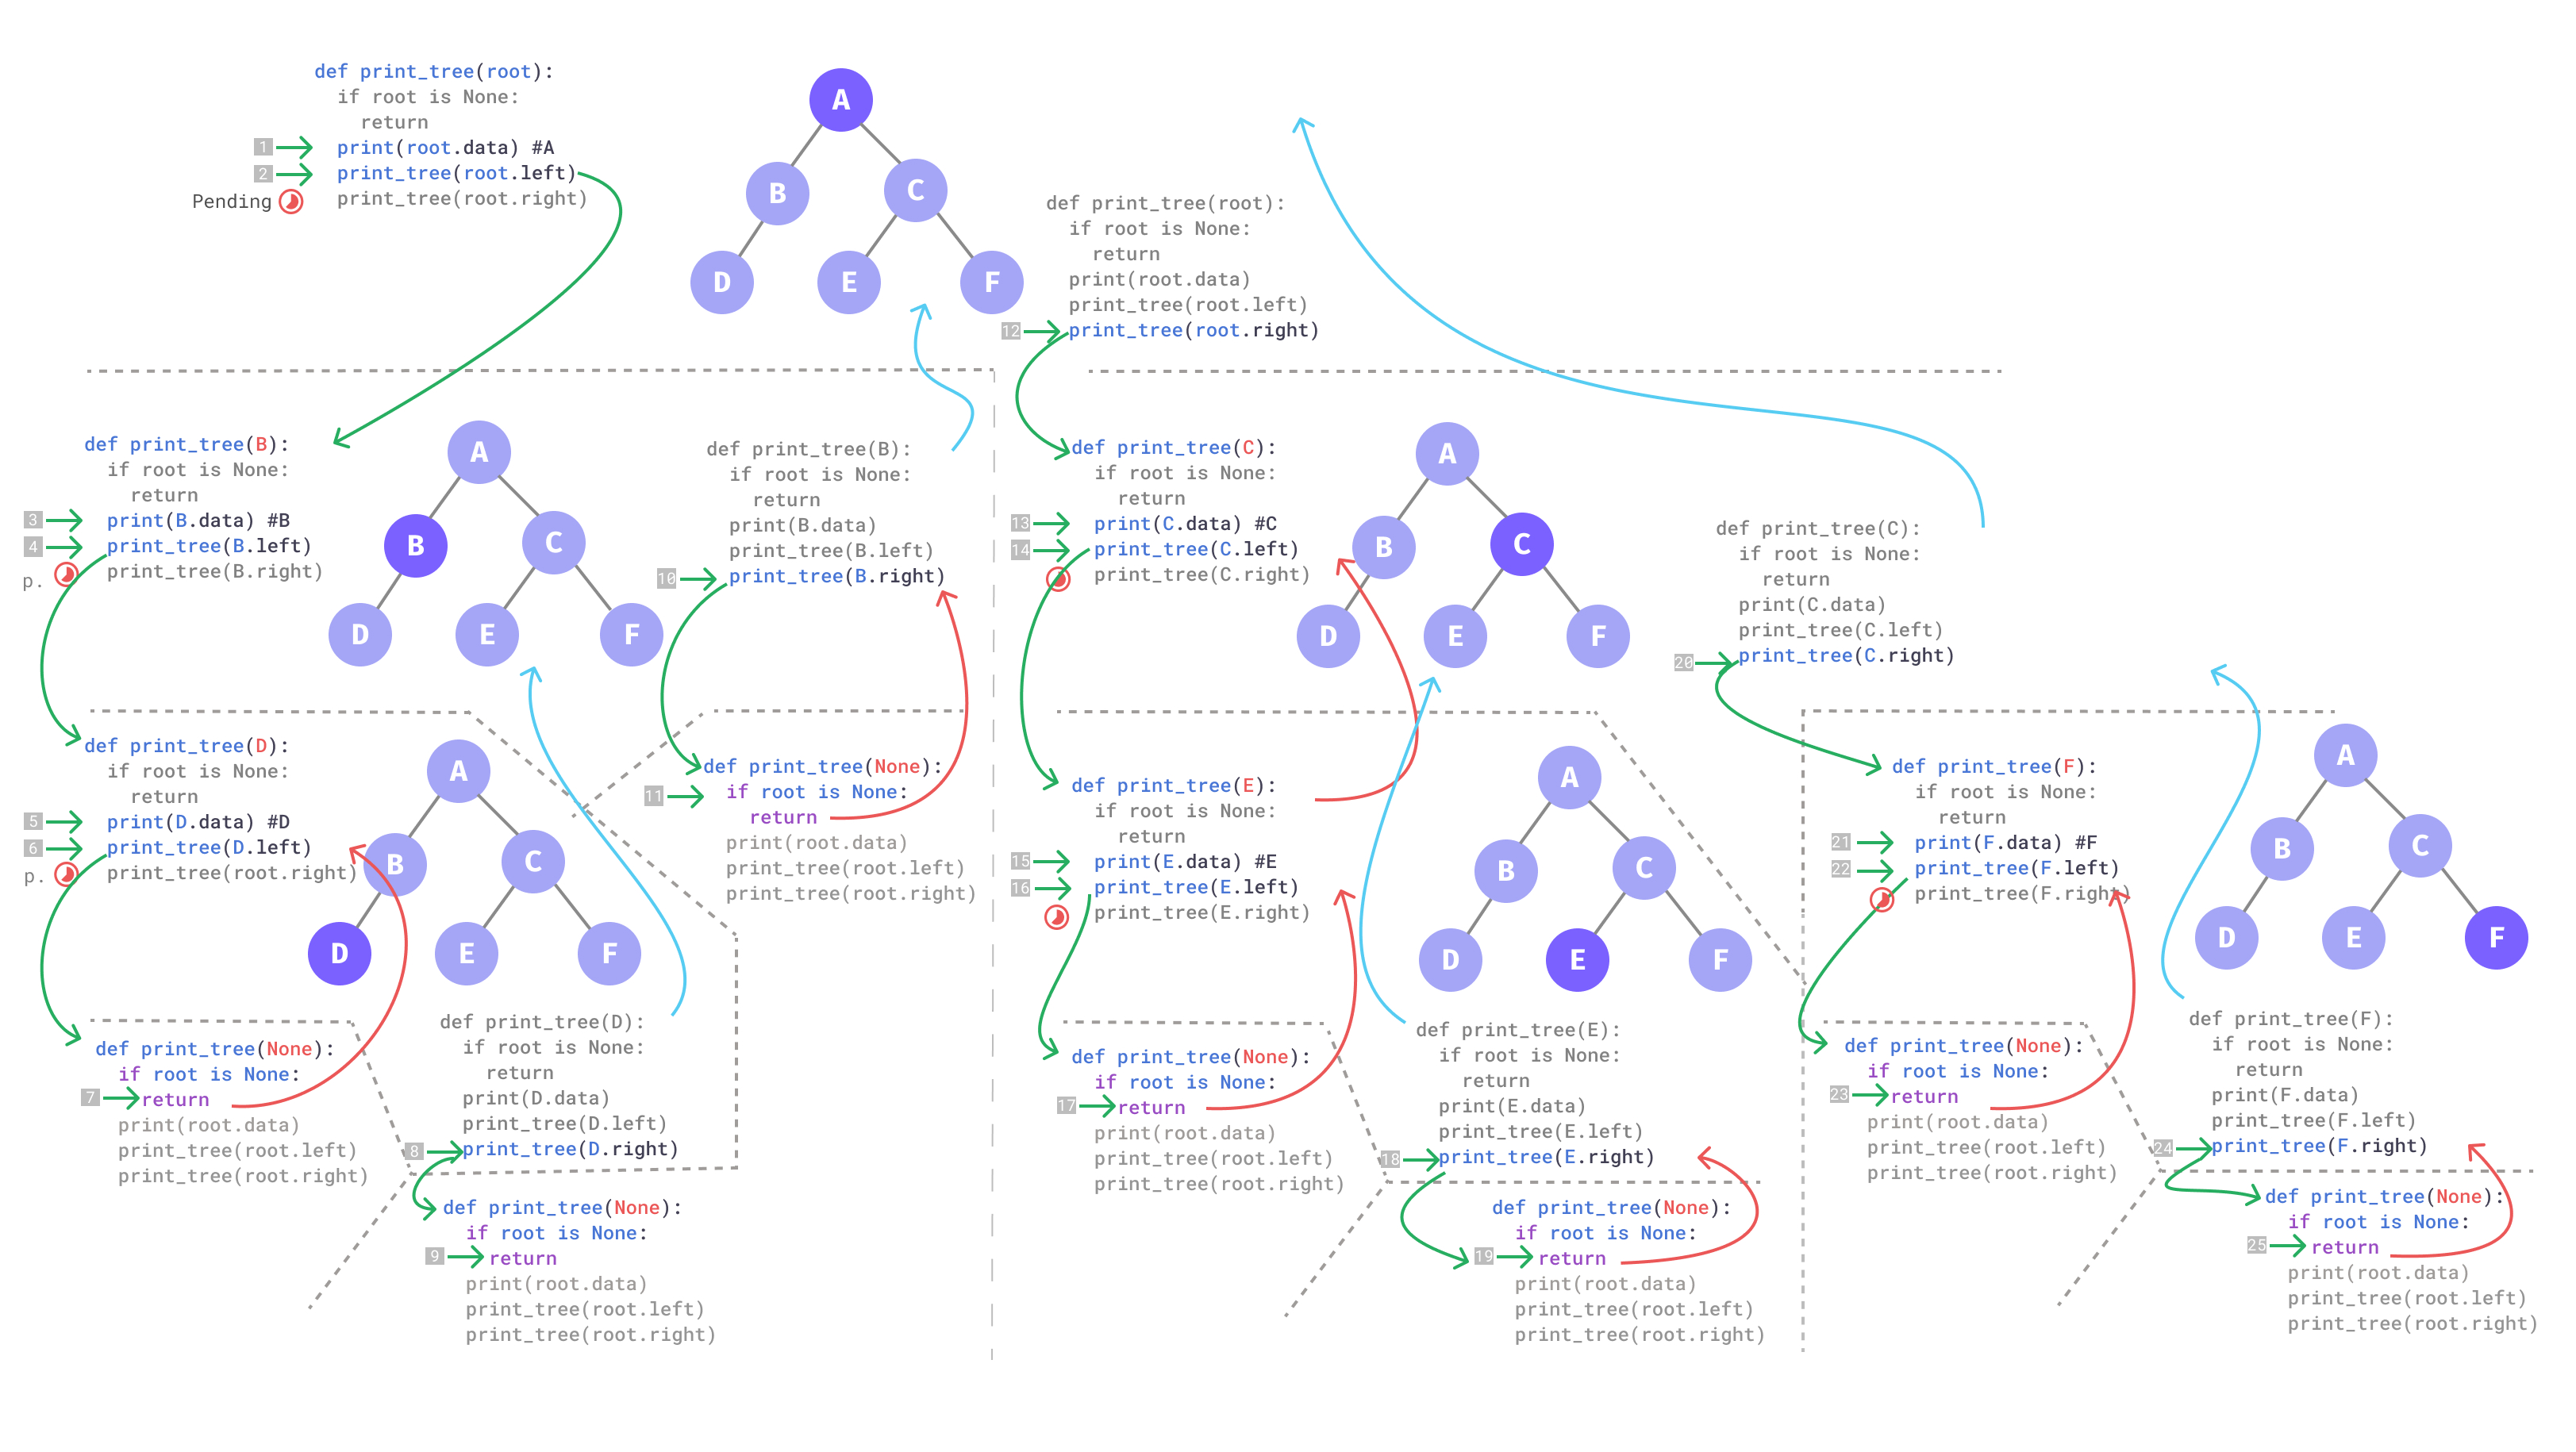 def print_tree(root):
if root is None:
return
1 print(root.data) #A
2 print_tree(root.left)
Pending print_tree(root.right)
A
B C
D E F
def print_tree(root):
if root is None:
return
print(root.data)
print_tree(root.left)
12 print_tree(root.right)
def print_tree(B):
if root is None:
return
3 print(B.data) #B
4 print_tree(B.left)
p. print_tree(B.right)
A
B C
D E F
def print_tree(D):
if root is None:
return
5 print(D.data) #D
6 print_tree(D.left)
p. print_tree(root.right)
A
B C
D E F
def print_tree(None):
if root is None:
7 return
print(root.data)
print_tree(root.left)
print_tree(root.right)
def print_tree(D):
if root is None:
return
print(D.data)
print_tree(D.left)
8 print_tree(D.right)
def print_tree(None):
if root is None:
9 return
print(root.data)
print_tree(root.left)
print_tree(root.right)
def print_tree(B):
if root is None:
return
print(B.data)
print_tree(B.left)
10 print_tree(B.right)
def print_tree(None):
11 if root is None:
return
print(root.data)
print_tree(root.left)
print_tree(root.right)
def print_tree(C):
if root is None:
return
13 print(C.data) #C
14 print_tree(C.left)
print_tree(C.right)
A
B C
D E F
def print_tree(E):
if root is None:
return
15 print(E.data) #E
16 print_tree(E.left)
print_tree(E.right)
A
B C
D E F
def print_tree(None):
if root is None:
17 return
print(root.data)
print_tree(root.left)
print_tree(root.right)
def print_tree(E):
if root is None:
return
print(E.data)
print_tree(E.left)
18 print_tree(E.right)
def print_tree(None):
if root is None:
19 return
print(root.data)
print_tree(root.left)
print_tree(root.right)
def print_tree(C):
if root is None:
return
print(C.data)
print_tree(C.left)
20 print_tree(C.right)
def print_tree(F):
if root is None:
return
21 print(F.data) #F
22 print_tree(F.left)
print_tree(F.right)
A
B C
D E F
def print_tree(None):
if root is None:
23 return
print(root.data)
print_tree(root.left)
print_tree(root.right)
def print_tree(F):
if root is None:
return
print(F.data)
print_tree(F.left)
24 print_tree(F.right)
def print_tree(None):
if root is None:
25 return
print(root.data)
print_tree(root.left)
print_tree(root.right)